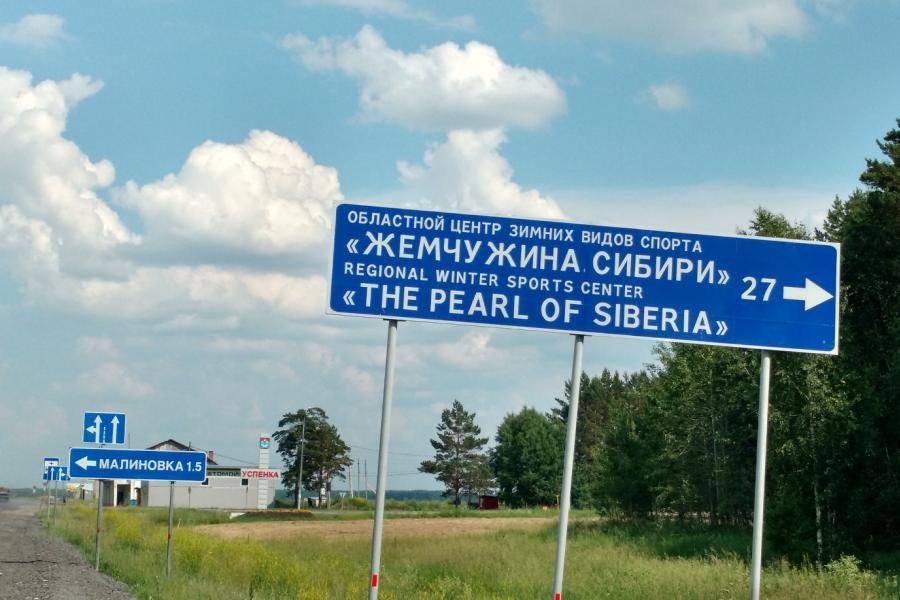 ОБЛАСТНОЙ ЦЕНТР ЗИМНИХ ВИДОВ СПОРТА
«ЖЕМЧУЖИНА СИБИРИ»
REGIONAL WINTER SPORTS CENTER
«THE PEARL OF SIBERIA»
27
МАЛИНОВКА 1.5
УСПЕНКА